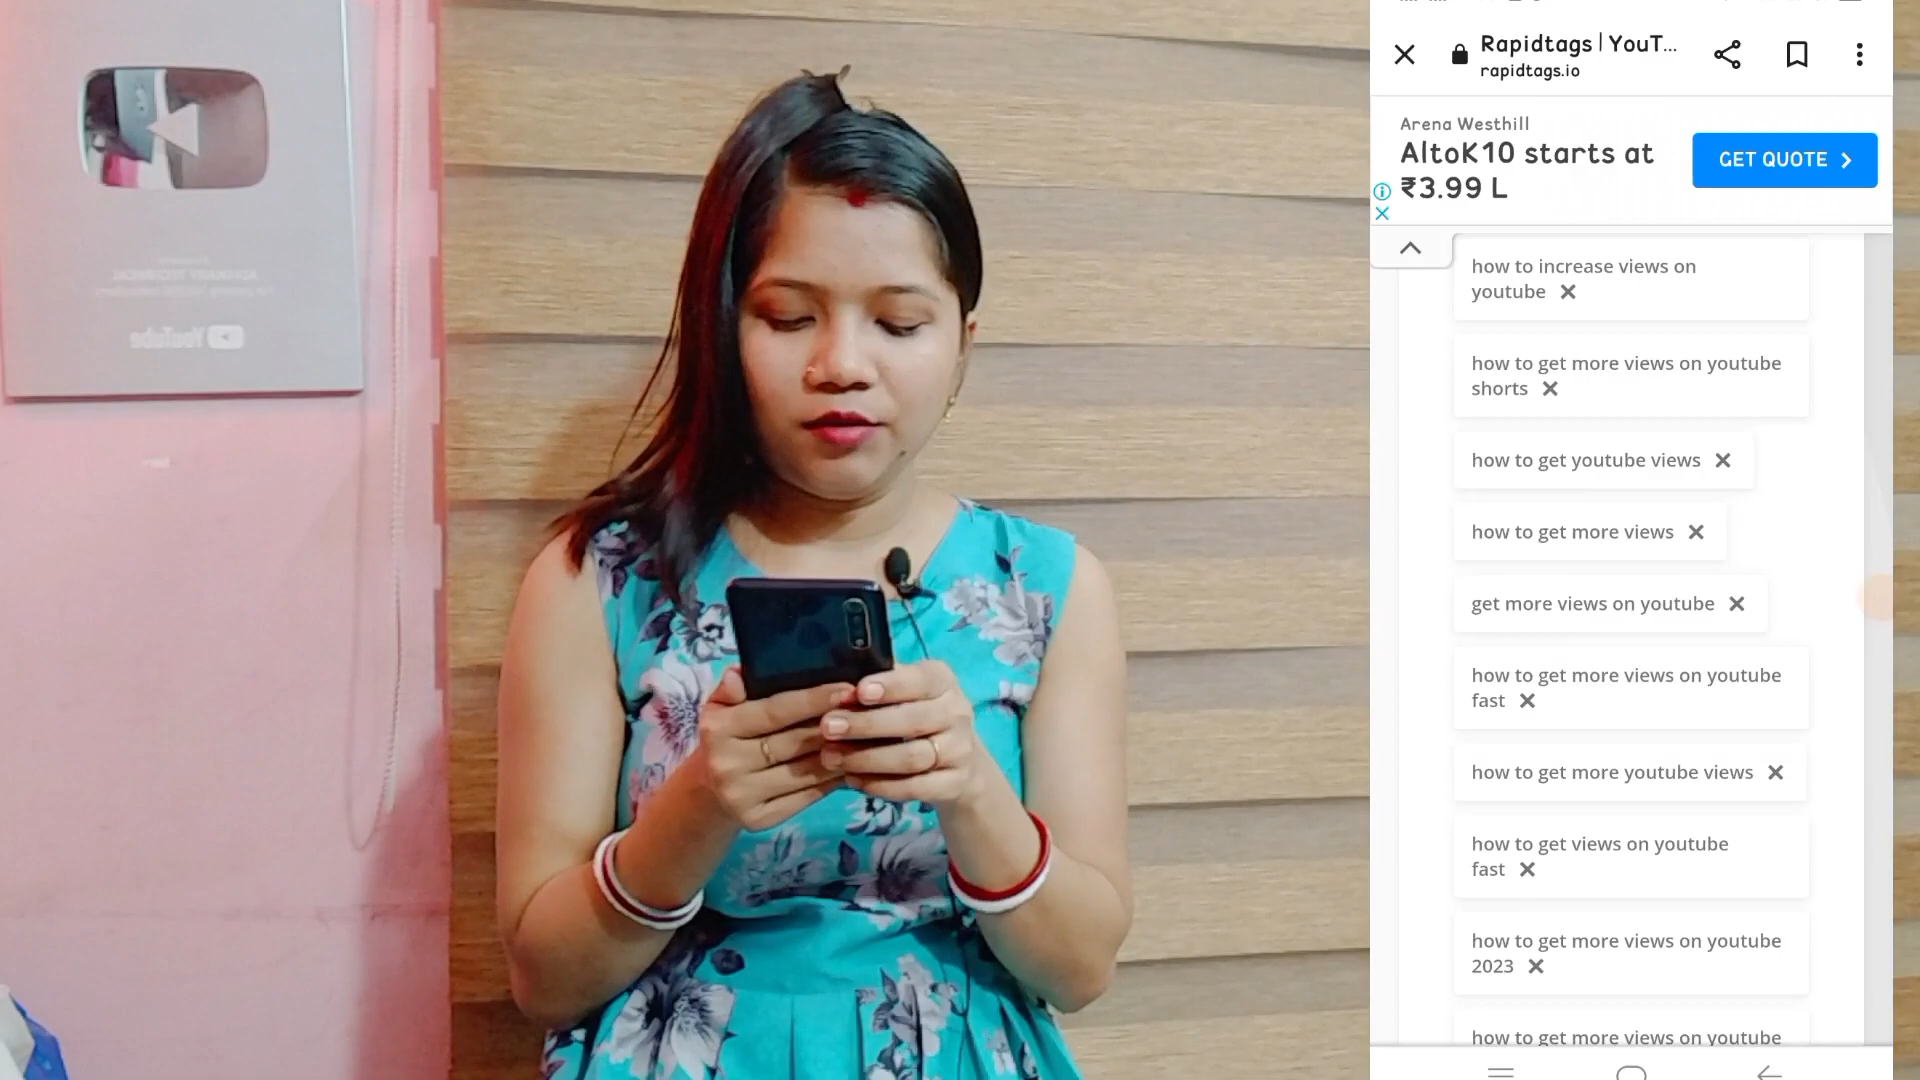 YouTube
Rapidtags | YouT...
rapidtags.io
Arena Westhill
AltoK10 starts at
₹3.99 L
GET QUOTE
how to increase views on
youtube
how to get more views on youtube
shorts
how to get youtube views
how to get more views
get more views on youtube
how to get more views on youtube
fast
how to get more youtube views
how to get views on youtube
fast
how to get more views on youtube
2023
how to get more views on youtube